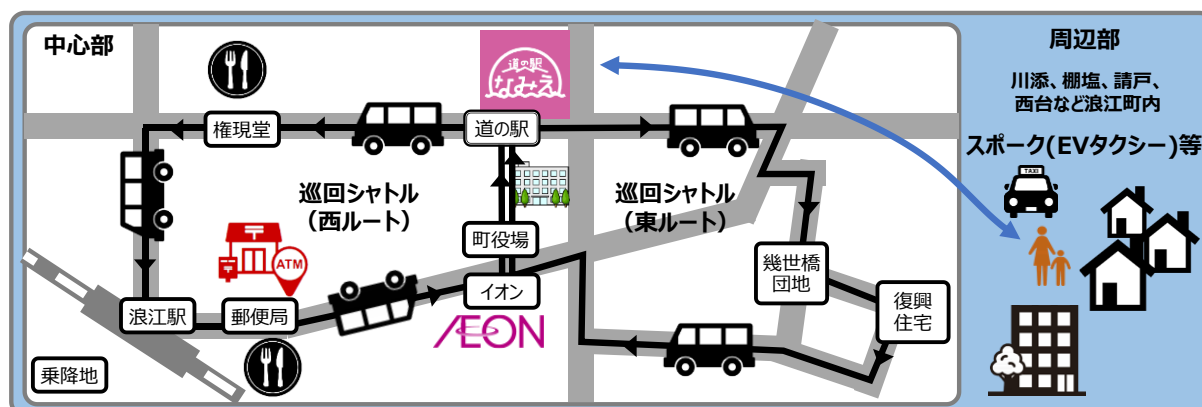 中心部
道の駅
なみえ
権現堂
道の駅
巡回シャトル
（西ルート）
巡回シャトル
（東ルート）
町役場
ATM
イオン
浪江駅
郵便局
ÆON
幾世橋
団地
復興
住宅
乗降地
周辺部
川添、棚塩、請戸、
西台など浪江町内
スポーク(EVタクシー)等
TAXI